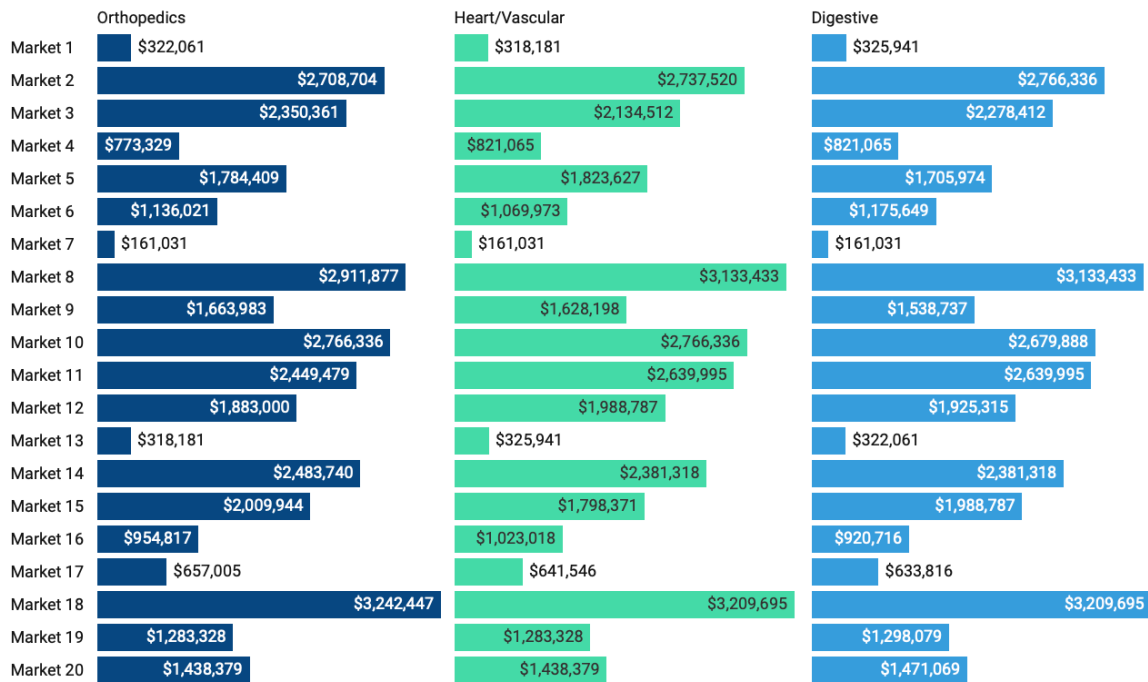 Orthopedics Heart/Vascular Digestive
Market 1 $322,061 $318,181 $325,941
Market 2 $2,708,704 $2,737,520 $2,766,336
Market 3 $2,350,361 $2,134,512 $2,278,412
Market 4 $773,329 $821,065 $821,065
Market 5 $1,784,409 $1,823,627 $1,705,974
Market 6 $1,136,021 $1,069,973 $1,175,649
Market 7 $161,031 $161,031 $161,031
Market 8 $2,911,877 $3,133,433 $3,133,433
Market 9 $1,663,983 $1,628,198 $1,538,737
Market 10 $2,766,336 $2,766,336 $2,679,888
Market 11 $2,449,479 $2,639,995 $2,639,995
Market 12 $1,883,000 $1,988,787 $1,925,315
Market 13 $318,181 $325,941 $322,061
Market 14 $2,483,740 $2,381,318 $2,381,318
Market 15 $2,009,944 $1,798,371 $1,988,787
Market 16 $954,817 $1,023,018 $920,716
Market 17 $657,005 $641,546 $633,816
Market 18 $3,242,447 $3,209,695 $3,209,695
Market 19 $1,283,328 $1,283,328 $1,298,079
Market 20 $1,438,379 $1,438,379 $1,471,069